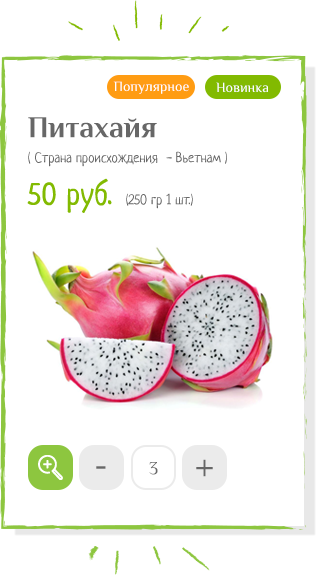 Популярное Новинка
Питахайя
( Страна происхождения - Вьетнам )
50 руб. (250 гр 1 шт.)
- 3 +